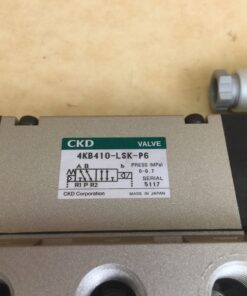 CKD VALVE
4KB410-LSK-P6
A B b PRESS(MPa)
0-0.7
R1 P R2 SERIAL
5117
CKD Corporation MADE IN JAPAN